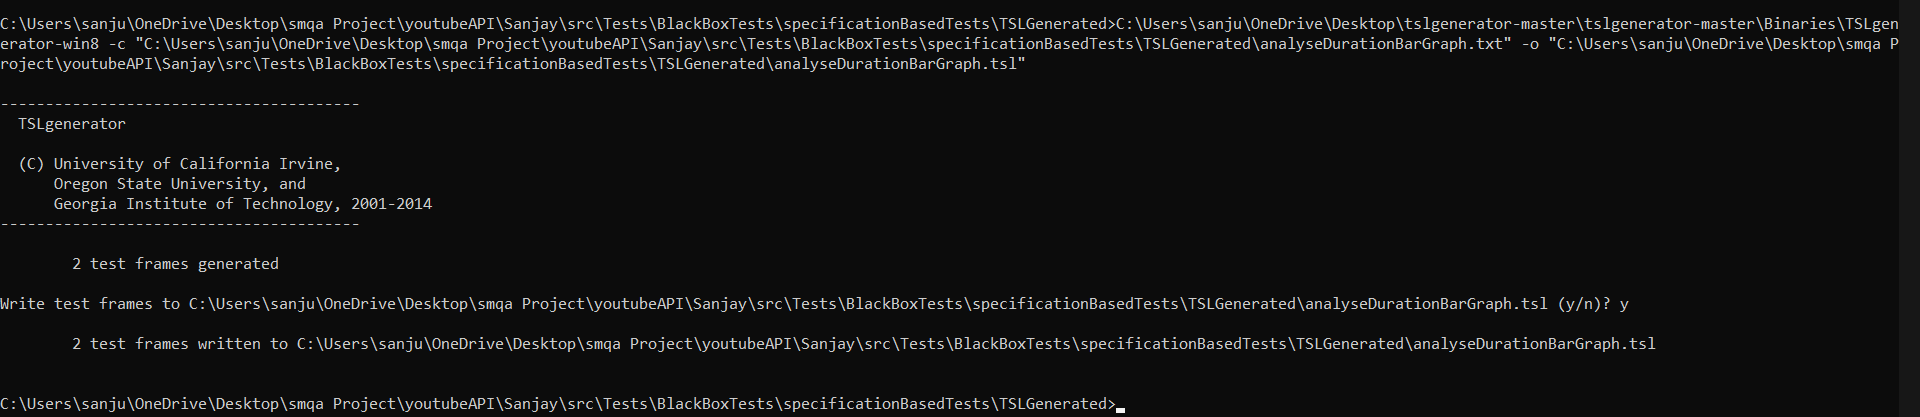 C:\Users\sanju\OneDrive\Desktop\smqa Project\youtubeAPI\Sanjay\src\Tests\BlackBoxTests\specificationBasedTests\TSLGenerated>C:\Users\sanju\OneDrive\Desktop\tslgenerator-master\tslgenerator-master\Binaries\TSLgen
erator-win8 -c "C:\Users\sanju\OneDrive\Desktop\smqa Project\youtubeAPI\Sanjay\src\Tests\BlackBoxTests\specificationBasedTests\TSLGenerated\analyseDurationBarGraph.txt" -o "C:\Users\sanju\OneDrive\Desktop\smqa P
roject\youtubeAPI\Sanjay\src\Tests\BlackBoxTests\specificationBasedTests\TSLGenerated\analyseDurationBarGraph.tsl"
----------------------------------------
TSLgenerator
(C) University of California Irvine,
Oregon State University, and
Georgia Institute of Technology, 2001-2014
----------------------------------------
2 test frames generated
Write test frames to C:\Users\sanju\OneDrive\Desktop\smqa Project\youtubeAPI\Sanjay\src\Tests\BlackBoxTests\specificationBasedTests\TSLGenerated\analyseDurationBarGraph.tsl (y/n)? y
2 test frames written to C:\Users\sanju\OneDrive\Desktop\smqa Project\youtubeAPI\Sanjay\src\Tests\BlackBoxTests\specificationBasedTests\TSLGenerated\analyseDurationBarGraph.tsl
C:\Users\sanju\OneDrive\Desktop\smqa Project\youtubeAPI\Sanjay\src\Tests\BlackBoxTests\specificationBasedTests\TSLGenerated>